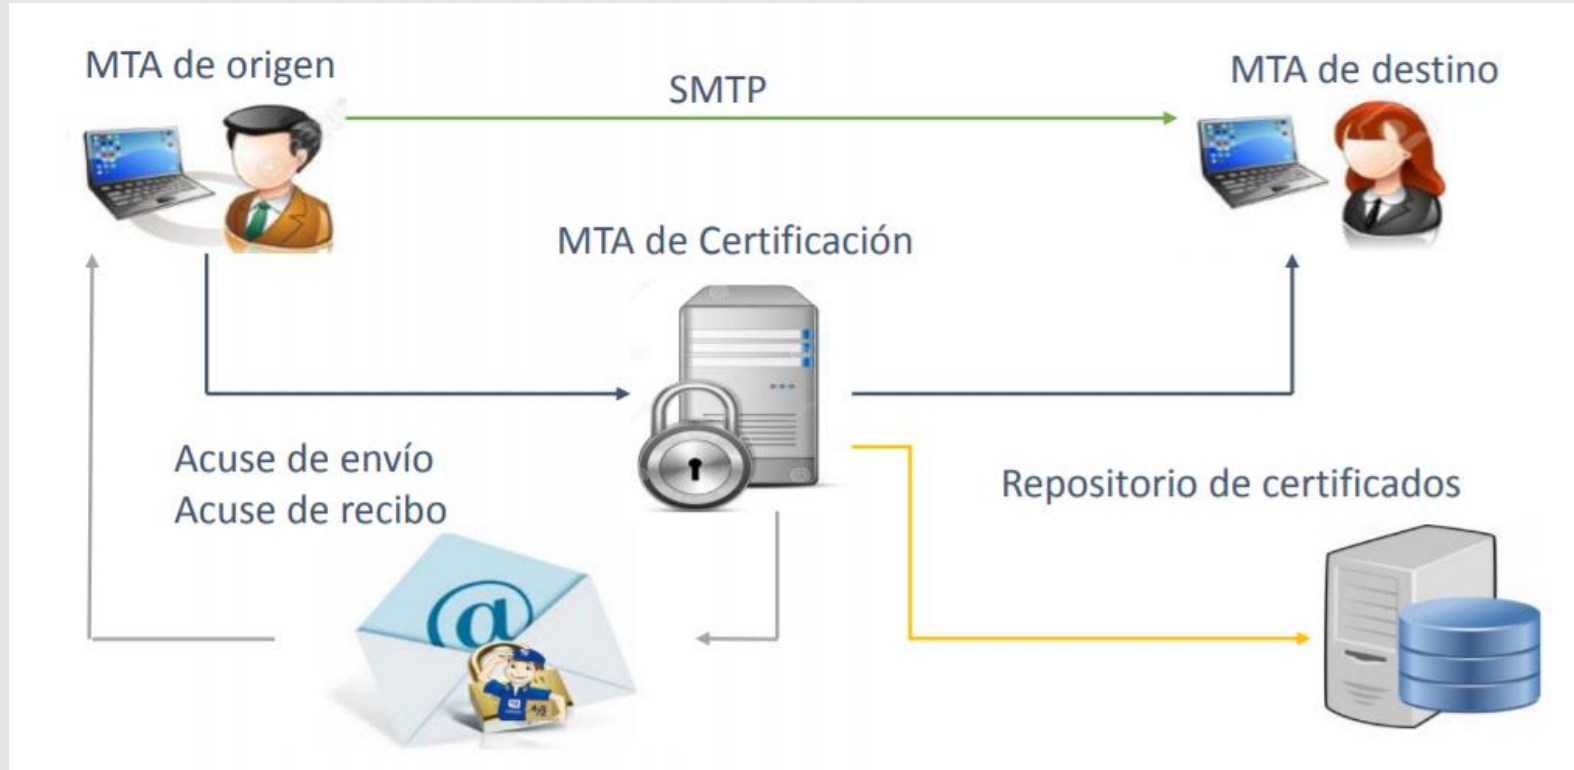 MTA de origen
SMTP
MTA de destino
MTA de Certificación
Acuse de envío
Acuse de recibo
Repositorio de certificados
@